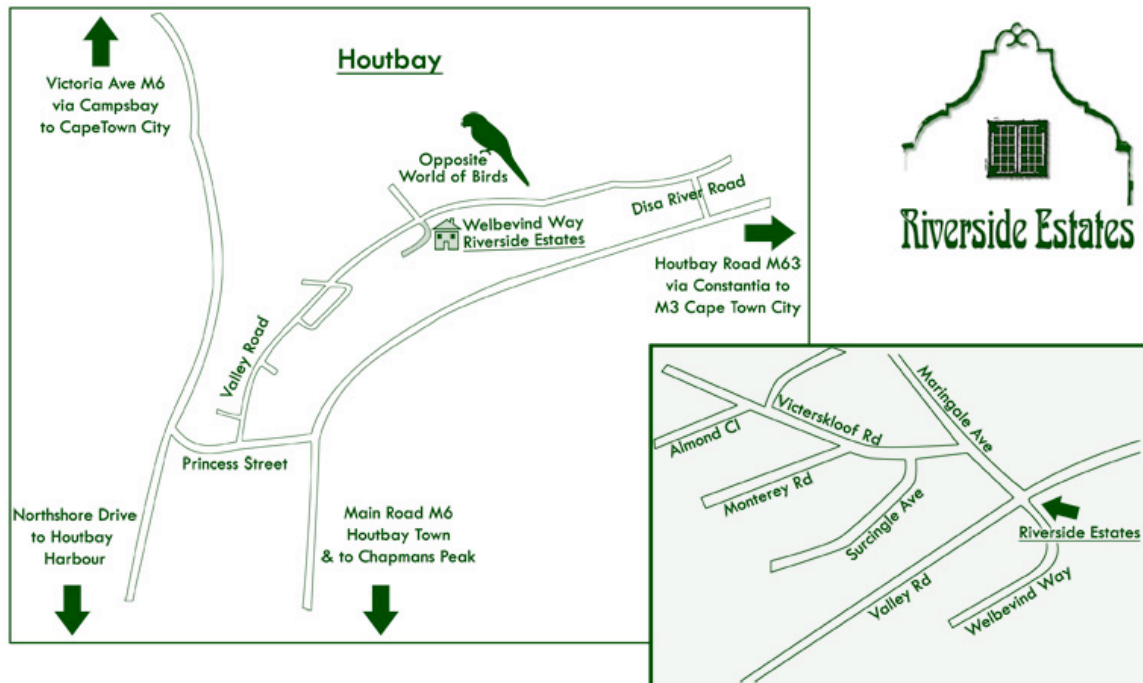 Houtbay
Victoria Ave M6
via Campsbay
to CapeTown City
Opposite
World of Birds
Welbevind Way
Riverside Estates
Disa River Road
Houtbay Road M63
via Constantia to
M3 Cape Town City
Valley Road
Princess Street
Northshore Drive
to Houtbay
Harbour
Main Road M6
Houtbay Town
& to Chapmans Peak
Riverside Estates
Maringale Ave
Victerskloof Rd
Almond Cl
Monterey Rd
Surcingle Ave
Riverside Estates
Valley Rd
Welbevind Way